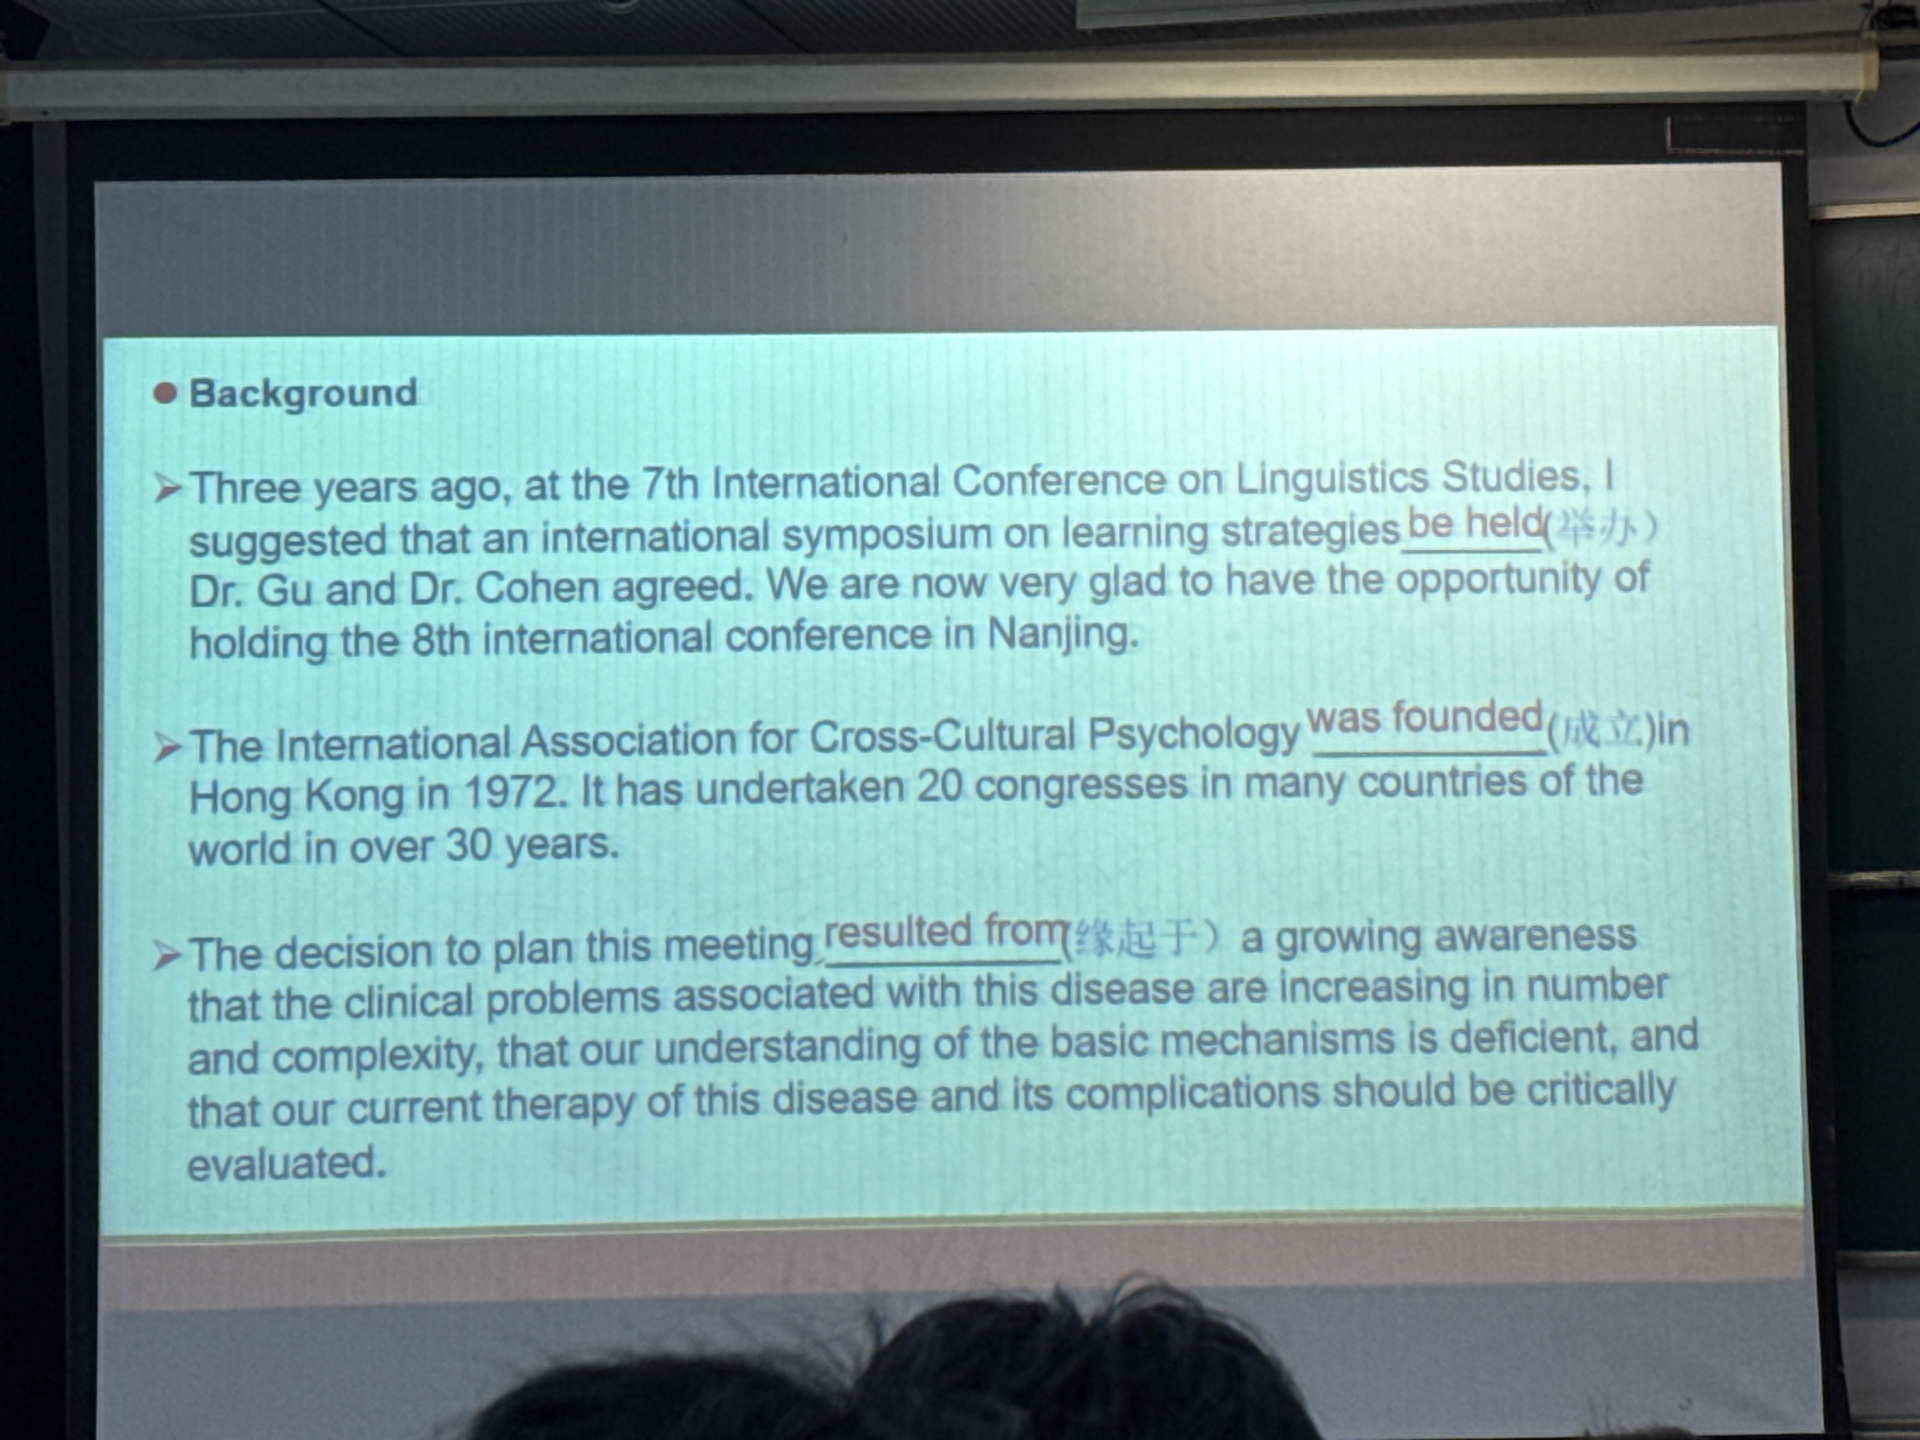 ● Background
➢ Three years ago, at the 7th International Conference on Linguistics Studies, I
suggested that an international symposium on learning strategies be held(举办）
Dr. Gu and Dr. Cohen agreed. We are now very glad to have the opportunity of
holding the 8th international conference in Nanjing.
➢ The International Association for Cross-Cultural Psychology was founded(成立)in
Hong Kong in 1972. It has undertaken 20 congresses in many countries of the
world in over 30 years.
➢ The decision to plan this meeting resulted from(缘起于） a growing awareness
that the clinical problems associated with this disease are increasing in number
and complexity, that our understanding of the basic mechanisms is deficient, and
that our current therapy of this disease and its complications should be critically
evaluated.